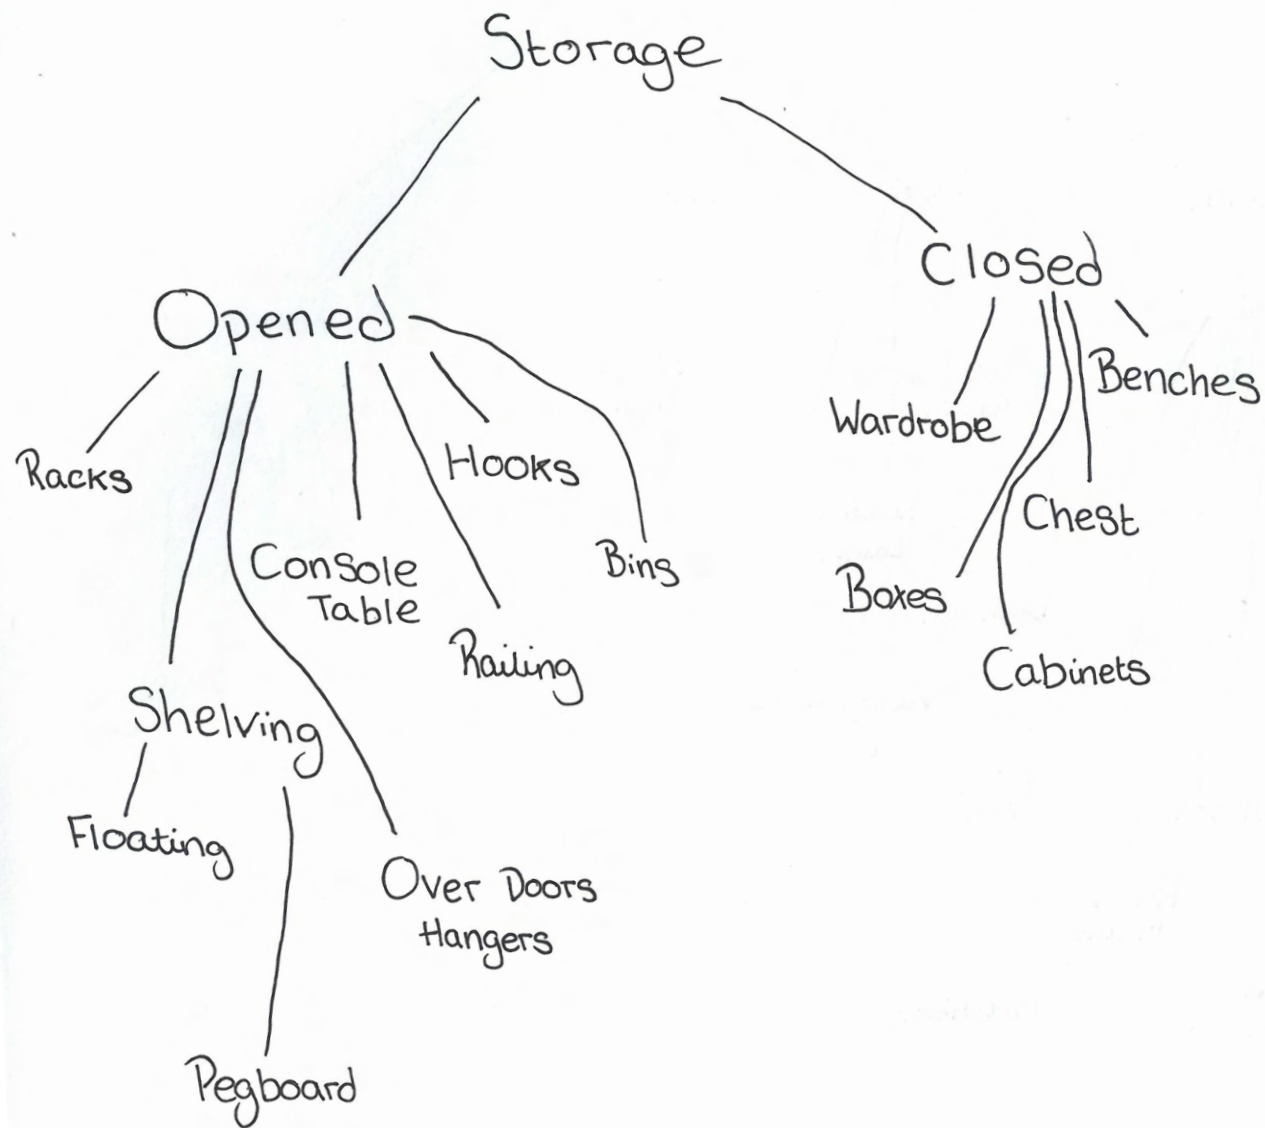 Storage
Opened
Closed
Racks
Hooks
Wardrobe
Benches
Console
Table
Bins
Chest
Boxes
Railing
Cabinets
Shelving
Floating
Over Doors
Hangers
Pegboard